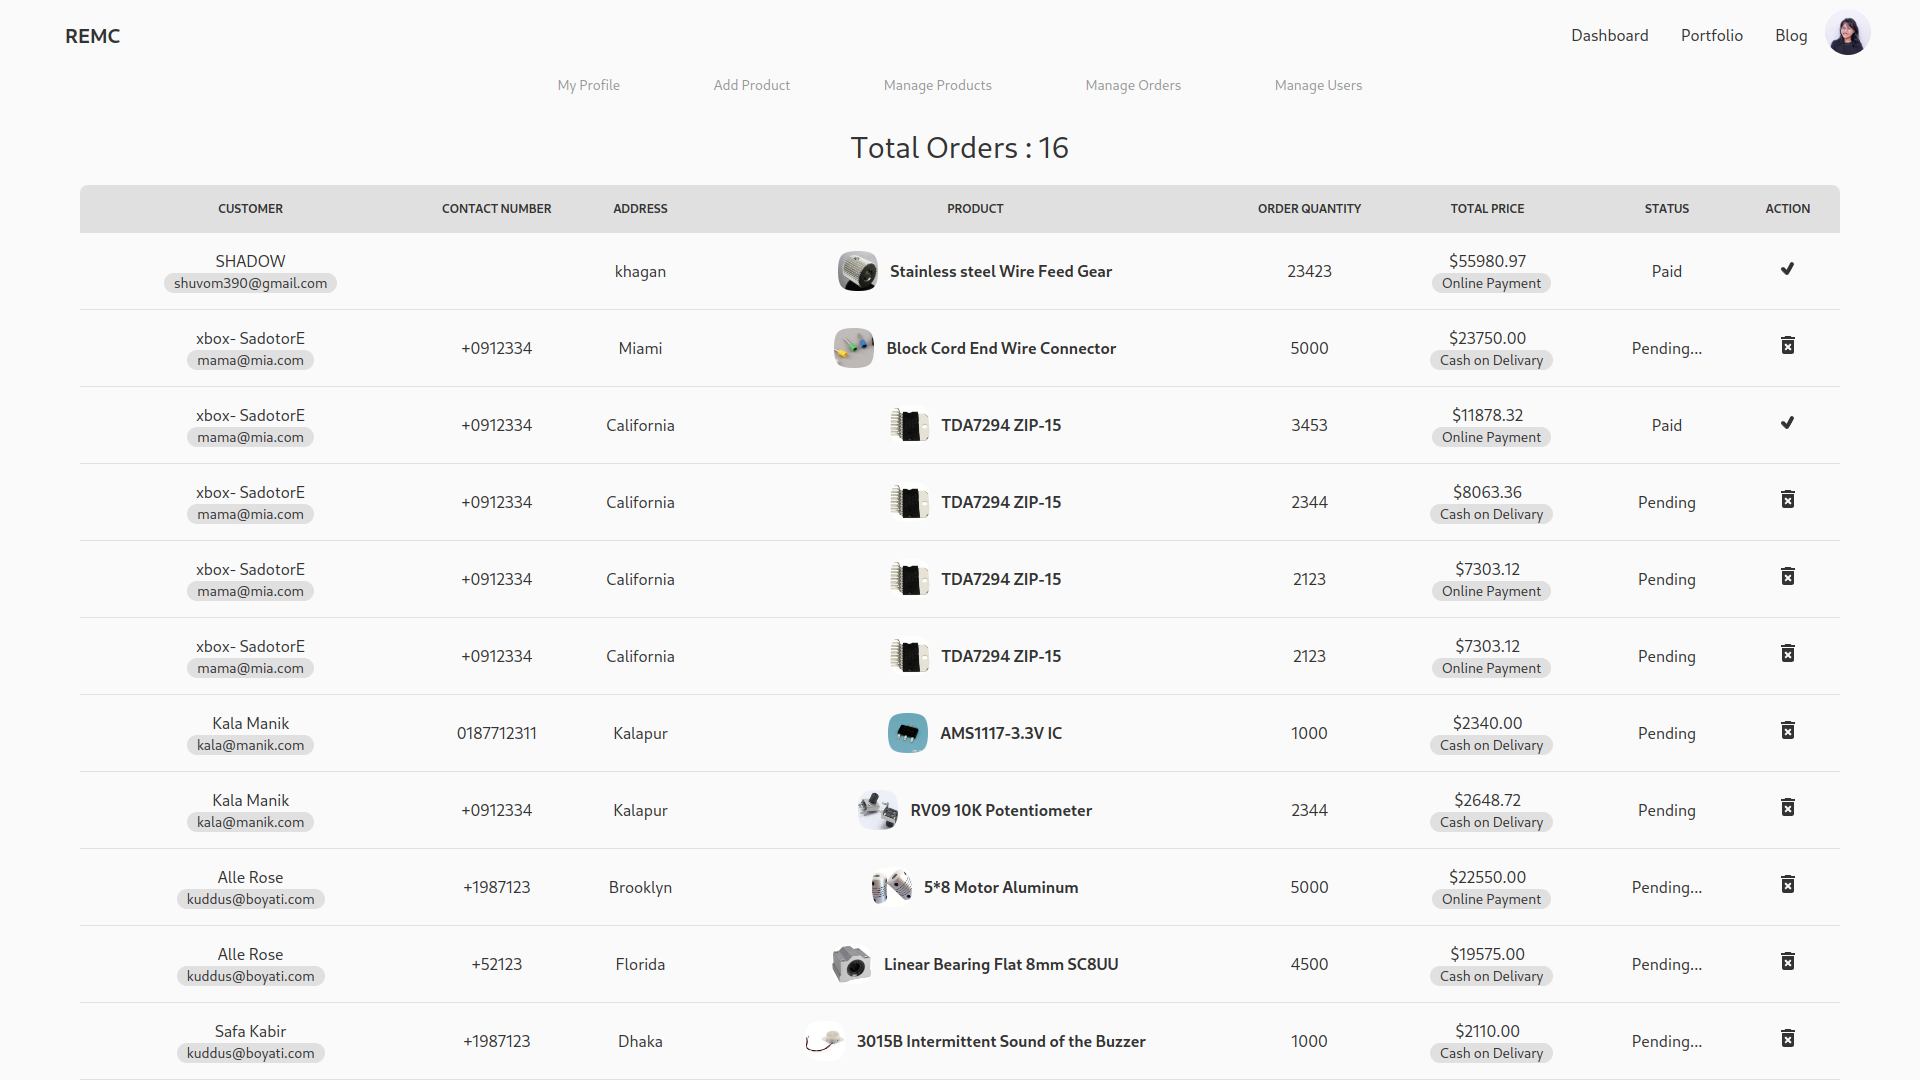 REMC
Dashboard Portfolio Blog
My Profile Add Product Manage Products Manage Orders Manage Users
Total Orders : 16
CUSTOMER CONTACT NUMBER ADDRESS PRODUCT ORDER QUANTITY TOTAL PRICE STATUS ACTION
SHADOW
shuvom390@gmail.com
khagan Stainless steel Wire Feed Gear 23423
$55980.97
Online Payment
Paid
xbox- SadotorE
mama@mia.com
+0912334 Miami Block Cord End Wire Connector 5000
$23750.00
Cash on Delivary
Pending...
xbox- SadotorE
mama@mia.com
+0912334 California TDA7294 ZIP-15 3453
$11878.32
Online Payment
Paid
xbox- SadotorE
mama@mia.com
+0912334 California TDA7294 ZIP-15 2344
$8063.36
Cash on Delivary
Pending
xbox- SadotorE
mama@mia.com
+0912334 California TDA7294 ZIP-15 2123
$7303.12
Online Payment
Pending
xbox- SadotorE
mama@mia.com
+0912334 California TDA7294 ZIP-15 2123
$7303.12
Online Payment
Pending
Kala Manik
kala@manik.com
0187712311 Kalapur AMS1117-3.3V IC 1000
$2340.00
Cash on Delivary
Pending
Kala Manik
kala@manik.com
+0912334 Kalapur RV09 10K Potentiometer 2344
$2648.72
Cash on Delivary
Pending
Alle Rose
kuddus@boyati.com
+1987123 Brooklyn 5*8 Motor Aluminum 5000
$22550.00
Online Payment
Pending...
Alle Rose
kuddus@boyati.com
+52123 Florida Linear Bearing Flat 8mm SC8UU 4500
$19575.00
Cash on Delivary
Pending...
Safa Kabir
kuddus@boyati.com
+1987123 Dhaka 3015B Intermittent Sound of the Buzzer 1000
$2110.00
Cash on Delivary
Pending...